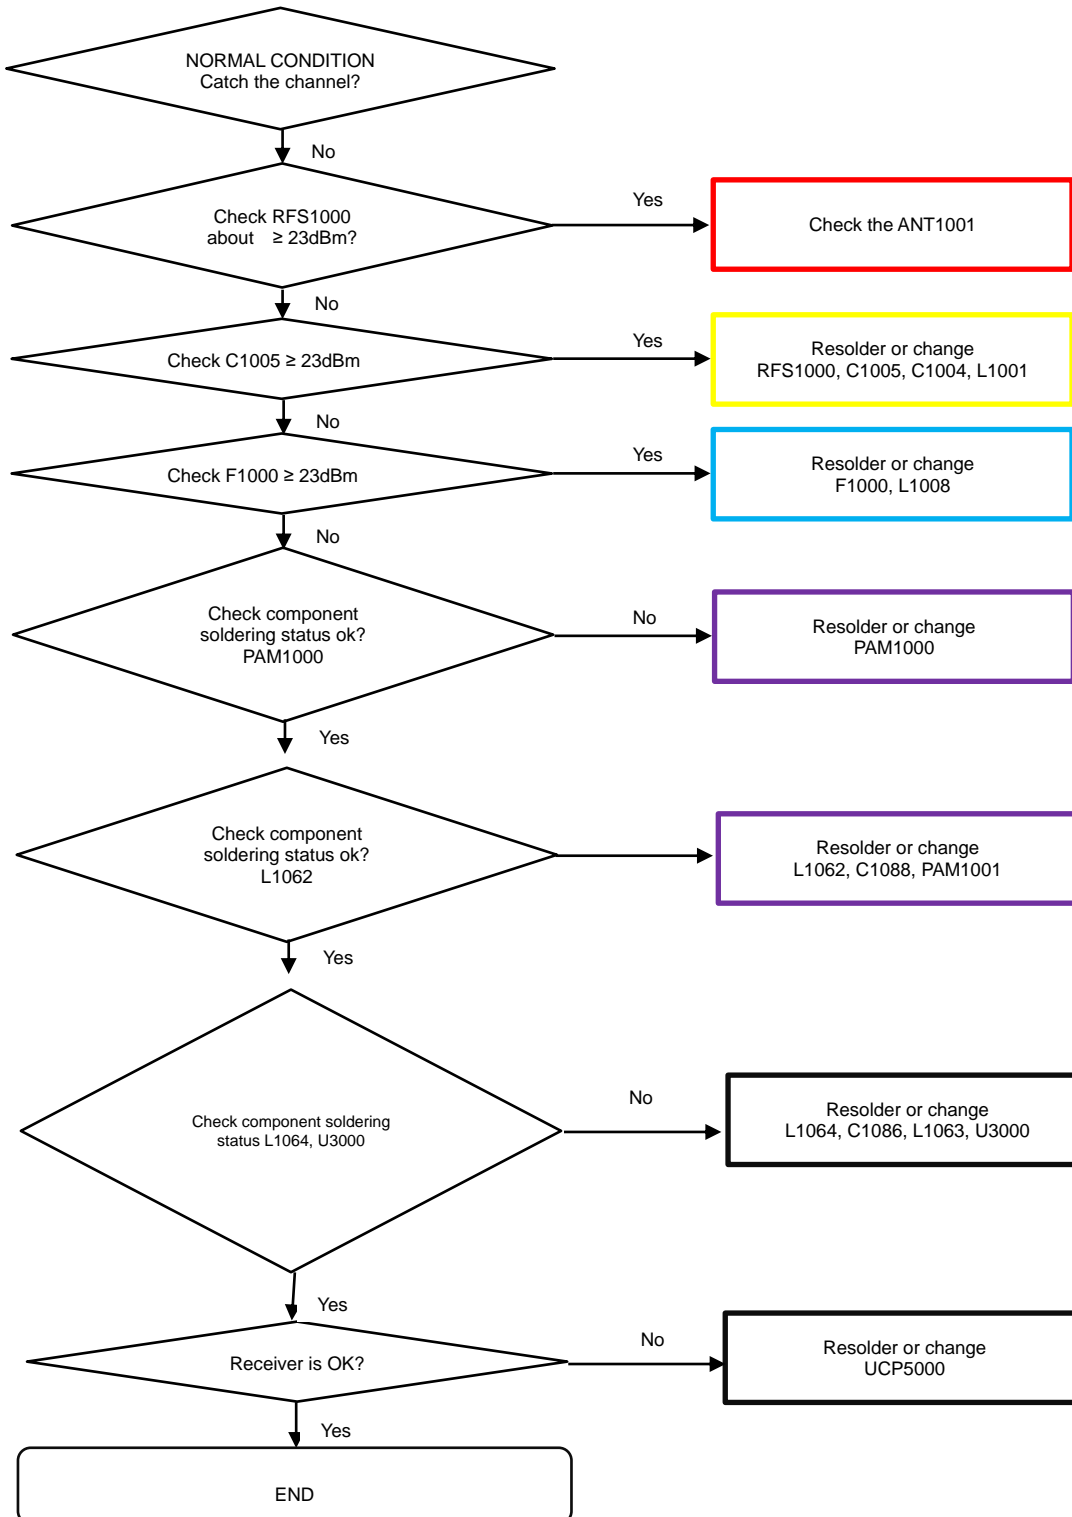 NORMAL CONDITION
Catch the channel?
No
Check RFS1000
about ≥ 23dBm?
Yes
Check the ANT1001
No
Check C1005 ≥ 23dBm
Yes
Resolder or change
RFS1000, C1005, C1004, L1001
No
Check F1000 ≥ 23dBm
Yes
Resolder or change
F1000, L1008
No
Check component
soldering status ok?
PAM1000
No
Resolder or change
PAM1000
Yes
Check component
soldering status ok?
L1062
Resolder or change
L1062, C1088, PAM1001
Yes
Check component soldering
status L1064, U3000
No
Resolder or change
L1064, C1086, L1063, U3000
Yes
Receiver is OK?
No
Resolder or change
UCP5000
Yes
END